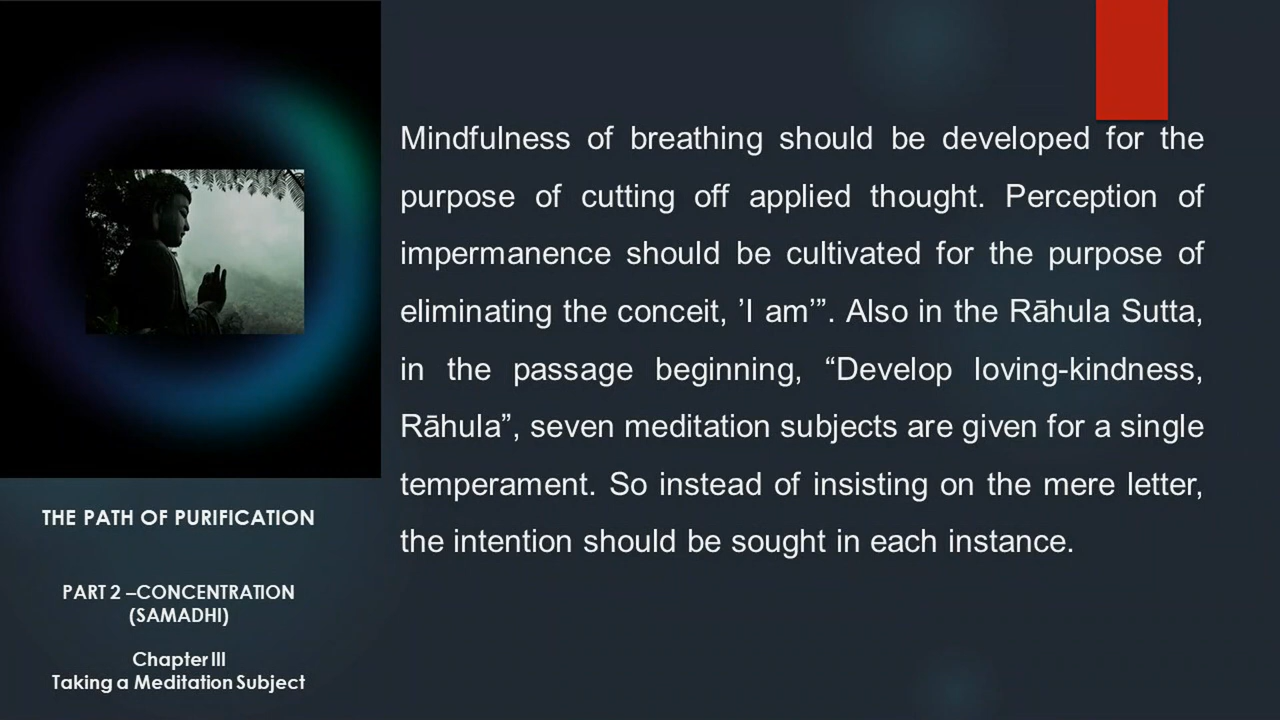 Mindfulness of breathing should be developed for the
purpose of cutting off applied thought. Perception of
impermanence should be cultivated for the purpose of
eliminating the conceit, ’I am’”. Also in the Rāhula Sutta,
in the passage beginning, “Develop loving-kindness,
Rāhula”, seven meditation subjects are given for a single
temperament. So instead of insisting on the mere letter,
the intention should be sought in each instance.
THE PATH OF PURIFICATION
PART 2 –CONCENTRATION
(SAMADHI)
Chapter III
Taking a Meditation Subject